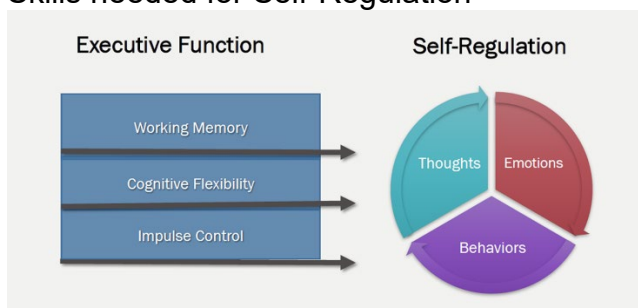 Skills needed for Self-Regulation
Executive Function
Self-Regulation
Working Memory
Cognitive Flexibility
Impulse Control
Thoughts
Emotions
Behaviors